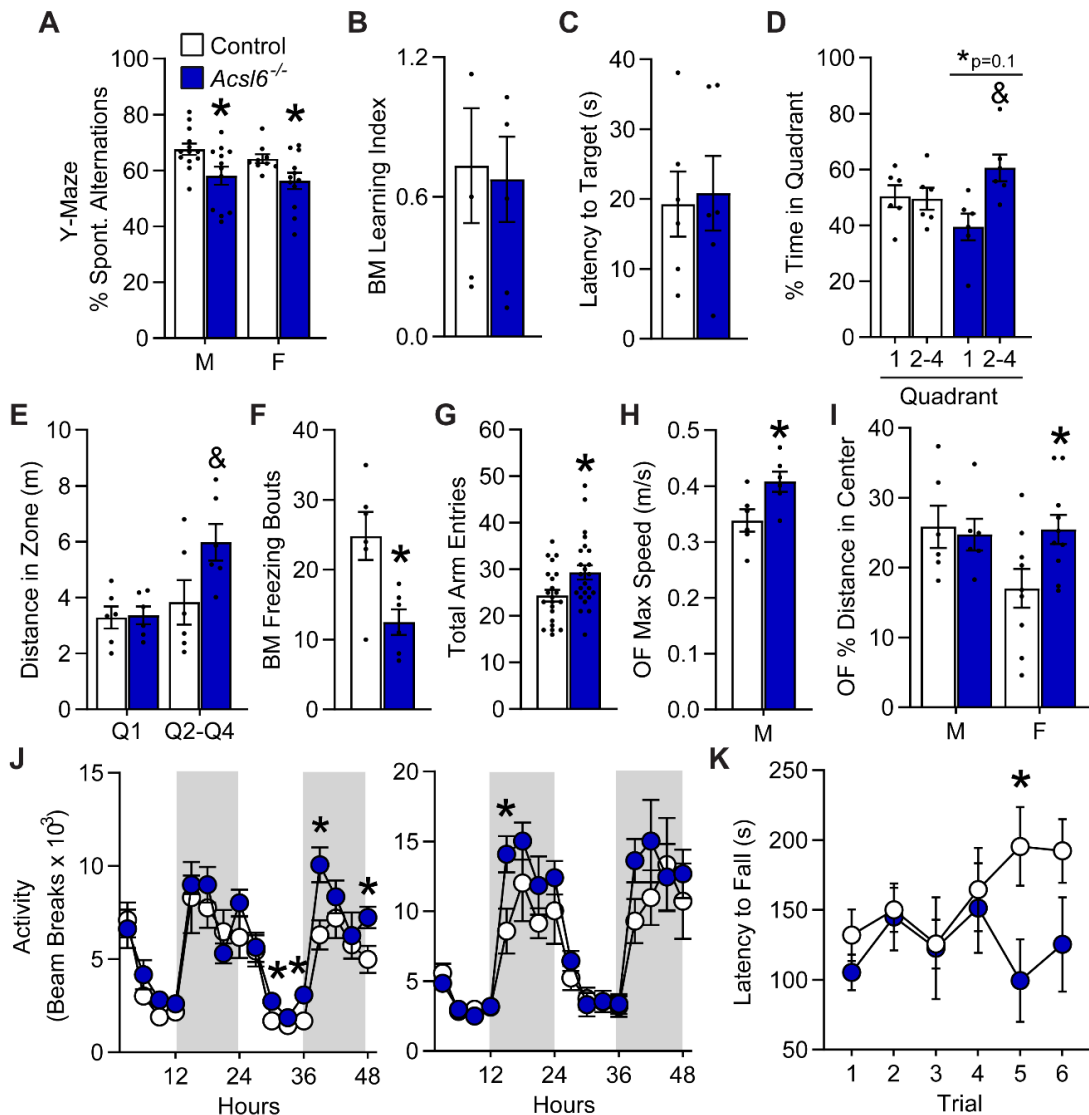 A
Control
Acsl6-/-
Y-Maze
% Spont. Alternations
100
80
60
40
20
0
*
*
M
F
B
BM Learning Index
1.2
0.6
0.0
C
Latency to Target (s)
40
30
20
10
0
D
% Time in Quadrant
100
80
60
40
20
0
*p=0.1
&
1 2-4 1 2-4
Quadrant
E
Distance in Zone (m)
10
8
6
4
2
0
&
Q1 Q2-Q4
F
BM Freezing Bouts
40
30
20
10
0
*
G
Total Arm Entries
60
50
40
30
20
10
0
*
H
OF Max Speed (m/s)
0.5
0.4
0.3
0.2
0.1
0.0
*
M
I
OF % Distance in Center
40
30
20
10
0
*
M F
J
Activity
(Beam Breaks x 10³)
15
10
5
0
* * * *
12 24 36 48
Hours
20
15
10
5
0
*
12 24 36 48
Hours
K
Latency to Fall (s)
250
200
150
100
50
*
1 2 3 4 5 6
Trial